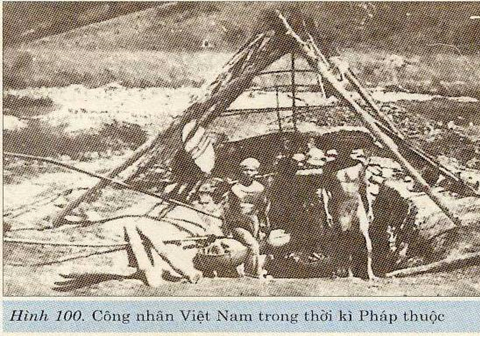 Hình 100. Công nhân Việt Nam trong thời kì Pháp thuộc